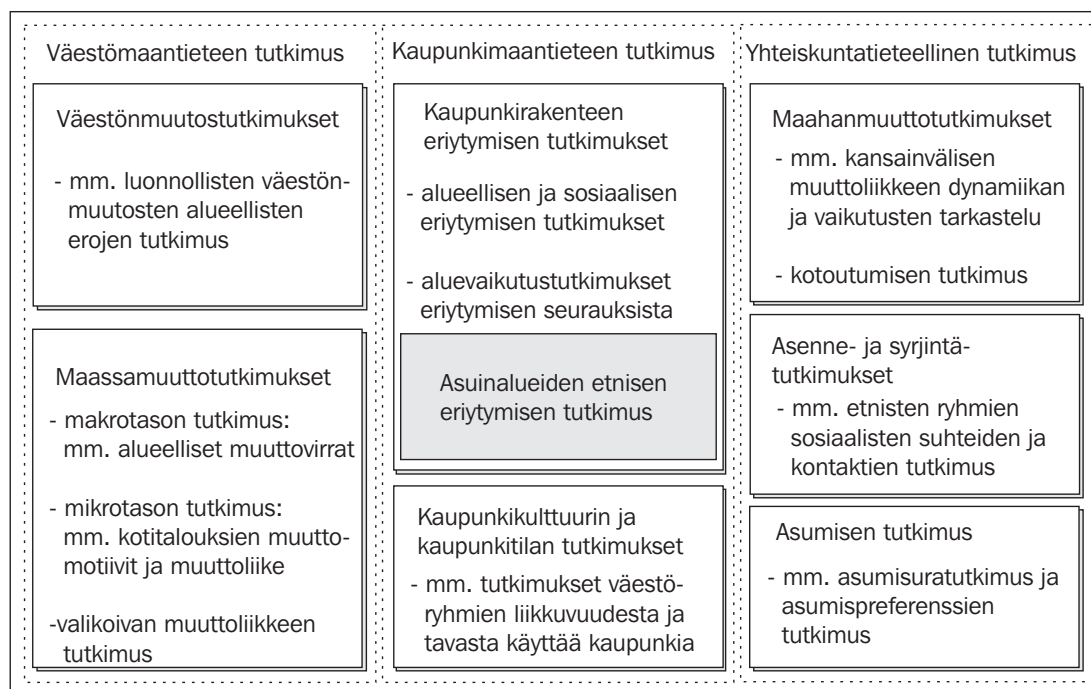 Väestömaantieteen tutkimus
Väestönmuutostutkimukset
- mm. luonnollisten väestön-
muutosten alueellisten
erojen tutkimus
Maassamuuttotutkimukset
- makrotason tutkimus:
mm. alueelliset muuttovirrat
- mikrotason tutkimus:
mm. kotitalouksien muutto-
motiivit ja muuttoliike
-valikoivan muuttoliikkeen
tutkimus
Kaupunkimaantieteen tutkimus
Kaupunkirakenteen
eriytymisen tutkimukset
- alueellisen ja sosiaalisen
eriytymisen tutkimukset
- aluevaikutustutkimukset
eriytymisen seurauksista
Asuinalueiden etnisen
eriytymisen tutkimus
Kaupunkikulttuurin ja
kaupunkitilan tutkimukset
- mm. tutkimukset väestö-
ryhmien liikkuvuudesta ja
tavasta käyttää kaupunkia
Yhteiskuntatieteellinen tutkimus
Maahanmuuttotutkimukset
- mm. kansainvälisen
muuttoliikkeen dynamiikan
ja vaikutusten tarkastelu
- kotoutumisen tutkimus
Asenne- ja syrjintä-
tutkimukset
- mm. etnisten ryhmien
sosiaalisten suhteiden ja
kontaktien tutkimus
Asumisen tutkimus
- mm. asumisuratutkimus ja
asumispreferenssien
tutkimus